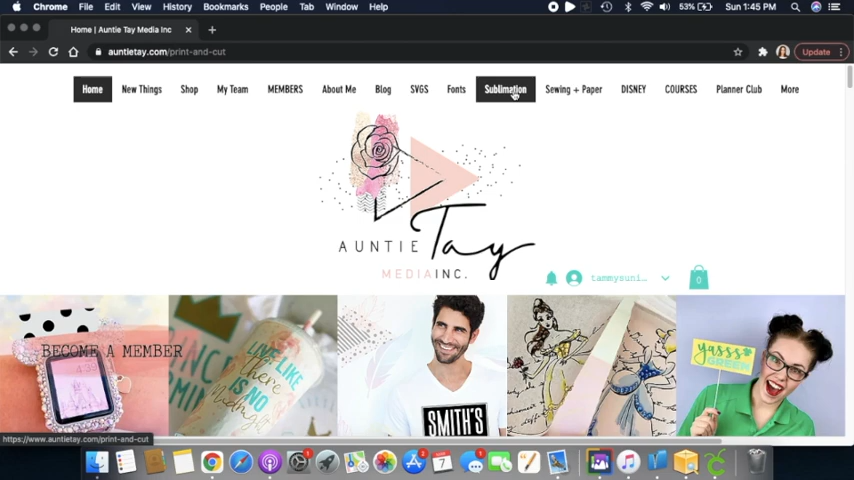 Chrome File Edit View History Bookmarks People Tab Window Help 53% Sun 1:45 PM
Home | Auntie Tay Media Inc
auntietay.com/print-and-cut Update
Home New Things Shop My Team MEMBERS About Me Blog SVGS Fonts Sublimation Sewing + Paper DISNEY COURSES Planner Club More
AUNTIE Tay
MEDIAINC.
tammysuni... 0
BECOME A MEMBER
LIVE LIKE
there
IS NO
Midnight
SMITH'S
yasss
GREEN
https://www.auntietay.com/print-and-cut